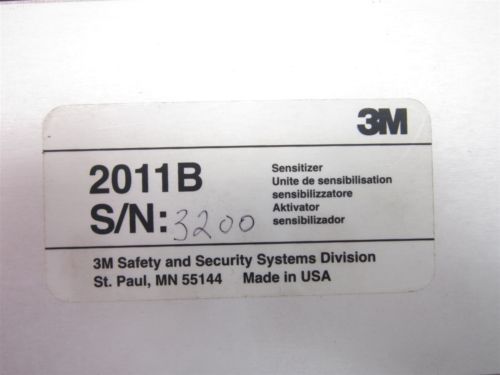 3M
2011B
S/N: 3200
Sensitizer
Unite de sensibilisation
sensibilizzatore
Aktivator
sensibilizador
3M Safety and Security Systems Division
St. Paul, MN 55144 Made in USA